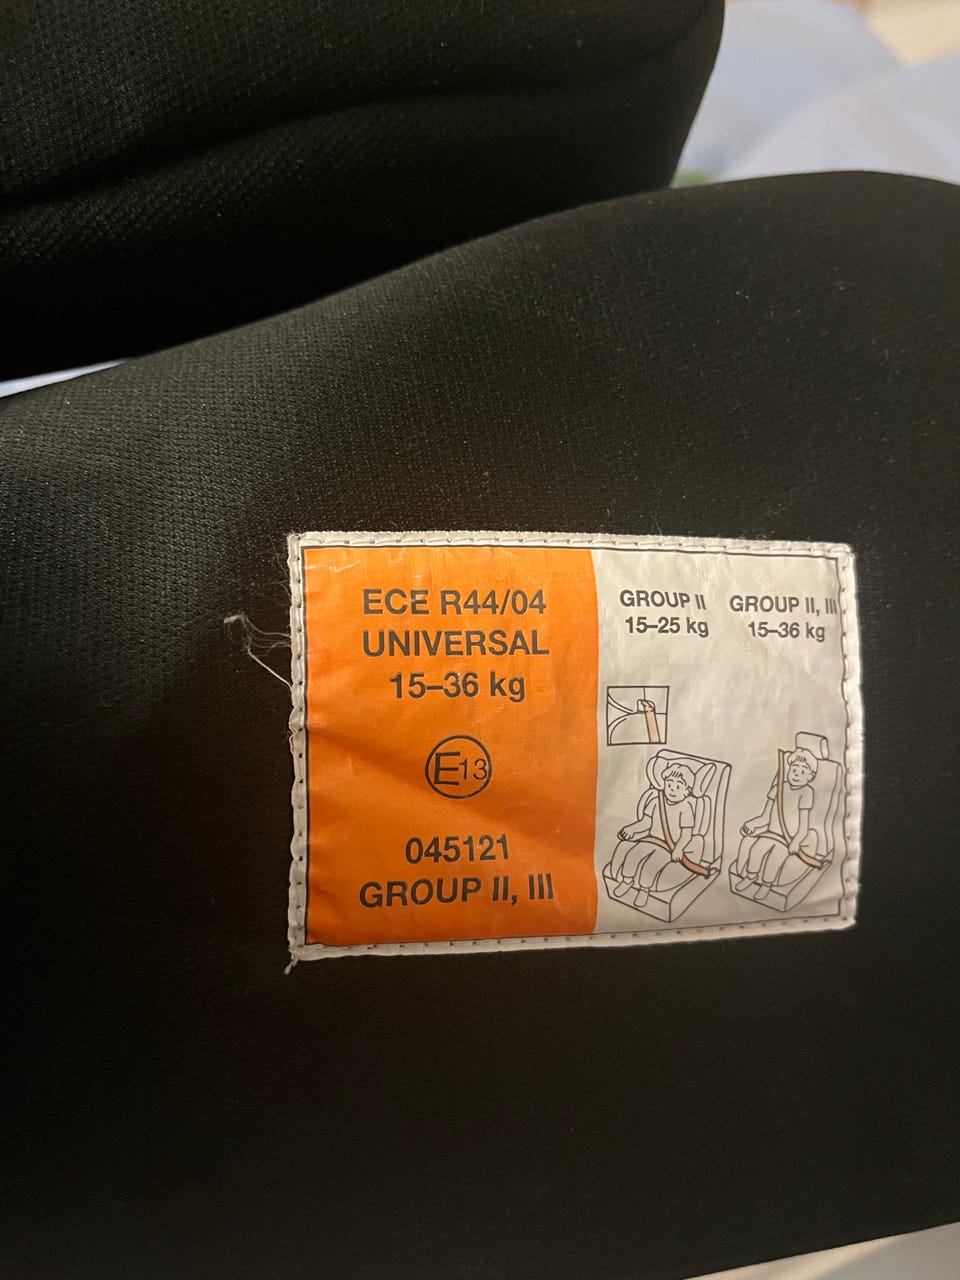 ECE R44/04
UNIVERSAL
15–36 kg
E13
045121
GROUP II, III
GROUP II
15–25 kg
GROUP II, III
15–36 kg